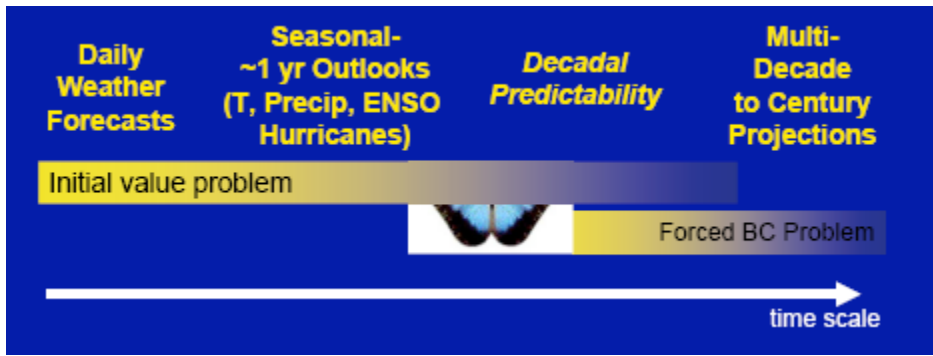 Daily
Weather
Forecasts
Seasonal-
~1 yr Outlooks
(T, Precip, ENSO
Hurricanes)
Decadal
Predictability
Multi-
Decade
to Century
Projections
Initial value problem
Forced BC Problem
time scale